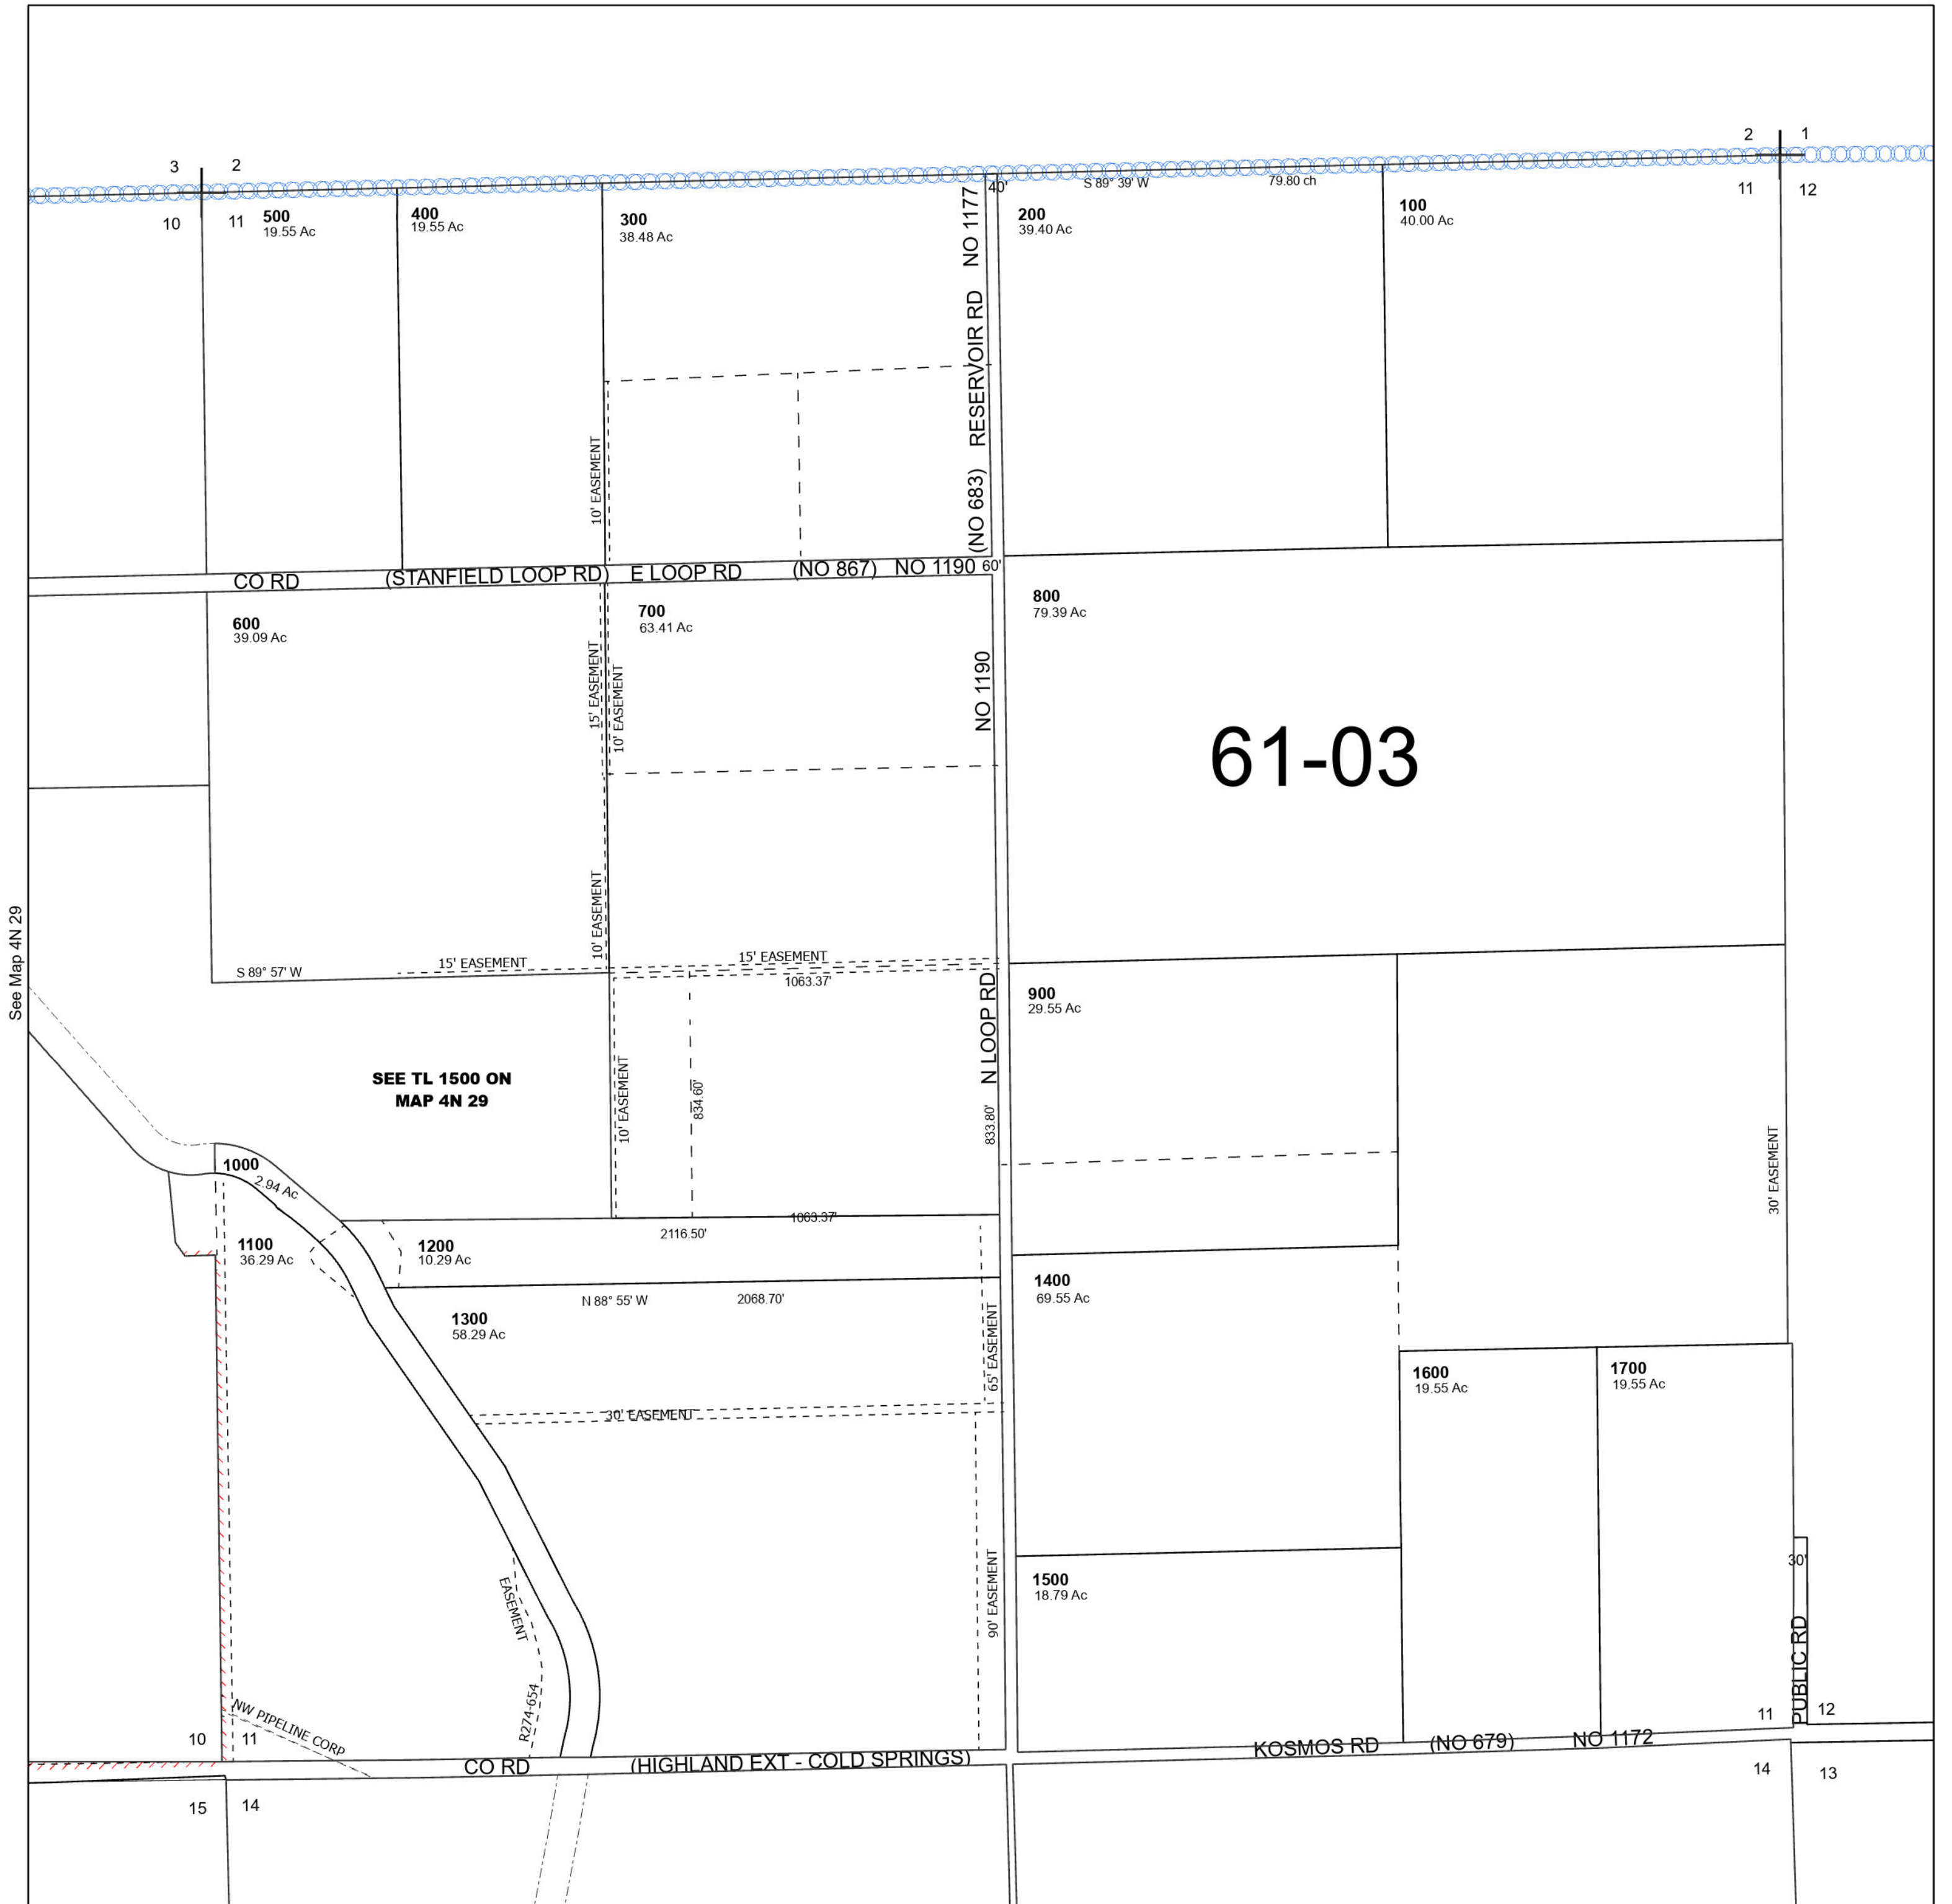 3
2
2
1
10
11
11
12
500
19.55 Ac
400
19.55 Ac
300
38.48 Ac
NO 1177
40'
200
39.40 Ac
S 89° 39' W
79.80 ch
100
40.00 Ac
RESERVOIR RD
(NO 683)
10' EASEMENT
CO RD
(STANFIELD LOOP RD)
E LOOP RD
(NO 867)
NO 1190
60'
600
39.09 Ac
700
63.41 Ac
800
79.39 Ac
15' EASEMENT
10' EASEMENT
NO 1190
61-03
10' EASEMENT
See Map 4N 29
S 89° 57' W
15' EASEMENT
15' EASEMENT
1063.37'
N LOOP RD
900
29.55 Ac
SEE TL 1500 ON
MAP 4N 29
10' EASEMENT
834.60'
833.80'
30' EASEMENT
1000
2.94 Ac
1063.37'
2116.50'
1100
36.29 Ac
1200
10.29 Ac
1400
69.55 Ac
N 88° 55' W
2068.70'
1300
58.29 Ac
65' EASEMENT
1600
19.55 Ac
1700
19.55 Ac
30' EASEMENT
30'
1500
18.79 Ac
90' EASEMENT
EASEMENT
R274-654
PUBLIC RD
NW PIPELINE CORP
10
11
11
12
CO RD
(HIGHLAND EXT - COLD SPRINGS)
KOSMOS RD
(NO 679)
NO 1172
15
14
14
13